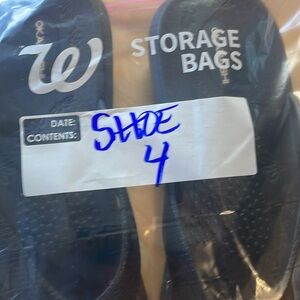 W
STORAGE
BAGS
DATE:
CONTENTS:
SHOE
4